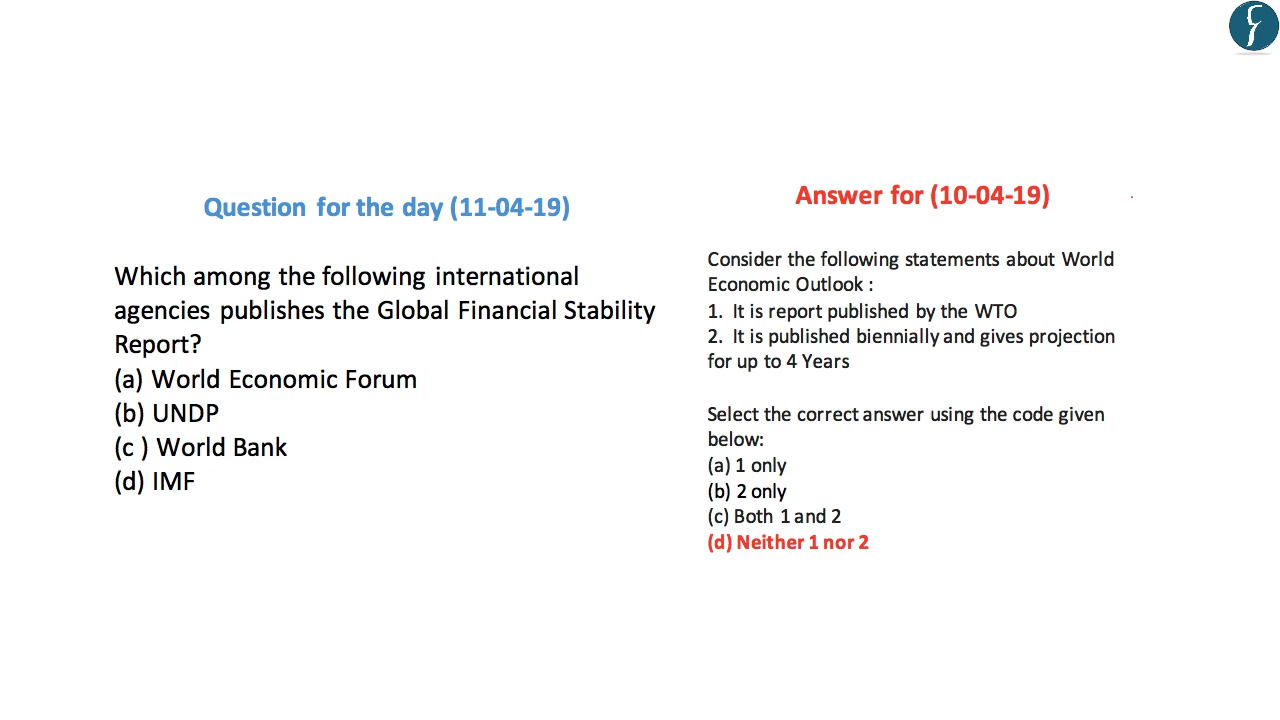 Question for the day (11-04-19)
Which among the following international
agencies publishes the Global Financial Stability
Report?
(a) World Economic Forum
(b) UNDP
(c ) World Bank
(d) IMF
Answer for (10-04-19)
Consider the following statements about World
Economic Outlook :
1. It is report published by the WTO
2. It is published biennially and gives projection
for up to 4 Years
Select the correct answer using the code given
below:
(a) 1 only
(b) 2 only
(c) Both 1 and 2
(d) Neither 1 nor 2